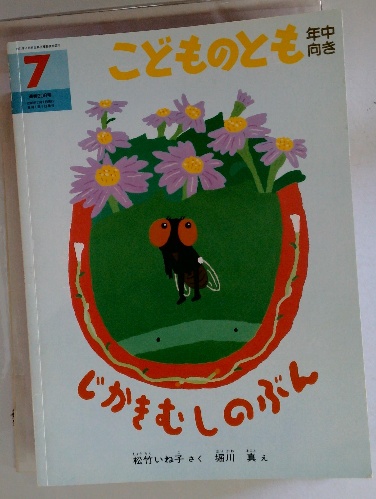 7
こどものとも 年中向き
じかきむしのぶん
松竹いね子 さく 堀川 真 え